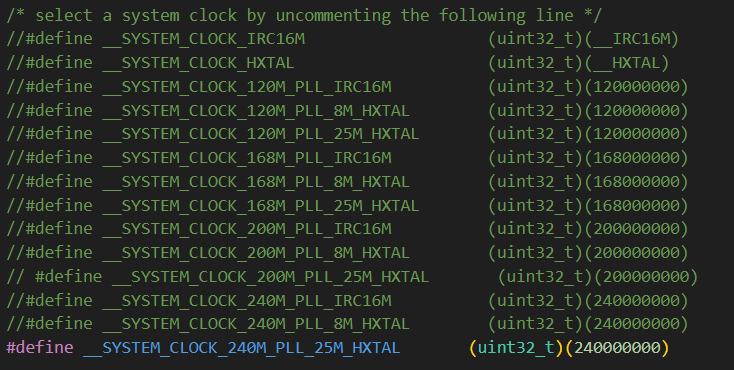 /* select a system clock by uncommenting the following line */
//#define __SYSTEM_CLOCK_IRC16M (uint32_t)(__IRC16M)
//#define __SYSTEM_CLOCK_HXTAL (uint32_t)(__HXTAL)
//#define __SYSTEM_CLOCK_120M_PLL_IRC16M (uint32_t)(120000000)
//#define __SYSTEM_CLOCK_120M_PLL_8M_HXTAL (uint32_t)(120000000)
//#define __SYSTEM_CLOCK_120M_PLL_25M_HXTAL (uint32_t)(120000000)
//#define __SYSTEM_CLOCK_168M_PLL_IRC16M (uint32_t)(168000000)
//#define __SYSTEM_CLOCK_168M_PLL_8M_HXTAL (uint32_t)(168000000)
//#define __SYSTEM_CLOCK_168M_PLL_25M_HXTAL (uint32_t)(168000000)
//#define __SYSTEM_CLOCK_200M_PLL_IRC16M (uint32_t)(200000000)
//#define __SYSTEM_CLOCK_200M_PLL_8M_HXTAL (uint32_t)(200000000)
// #define __SYSTEM_CLOCK_200M_PLL_25M_HXTAL (uint32_t)(200000000)
//#define __SYSTEM_CLOCK_240M_PLL_IRC16M (uint32_t)(240000000)
//#define __SYSTEM_CLOCK_240M_PLL_8M_HXTAL (uint32_t)(240000000)
#define __SYSTEM_CLOCK_240M_PLL_25M_HXTAL (uint32_t)(240000000)